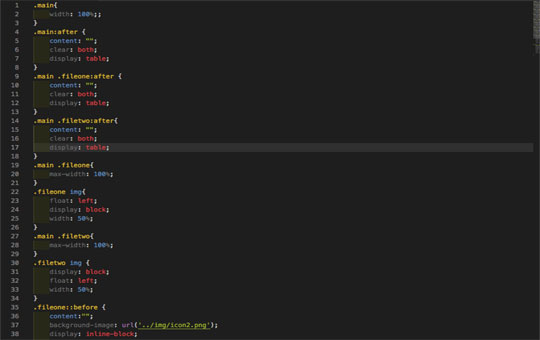 1 .main{
2 width: 100%;;
3 }
4 .main:after {
5 content: "";
6 clear: both;
7 display: table;
8 }
9 .main .fileone:after {
10 content: "";
11 clear: both;
12 display: table;
13 }
14 .main .filetwo:after{
15 content: "";
16 clear: both;
17 display: table;
18 }
19 .main .fileone{
20 max-width: 100%;
21 }
22 .fileone img{
23 float: left;
24 display: block;
25 width: 50%;
26 }
27 .main .filetwo{
28 max-width: 100%;
29 }
30 .filetwo img {
31 display: block;
32 float: left;
33 width: 50%;
34 }
35 .fileone::before {
36 content:"";
37 background-image: url('../img/icon2.png');
38 display: inline-block;